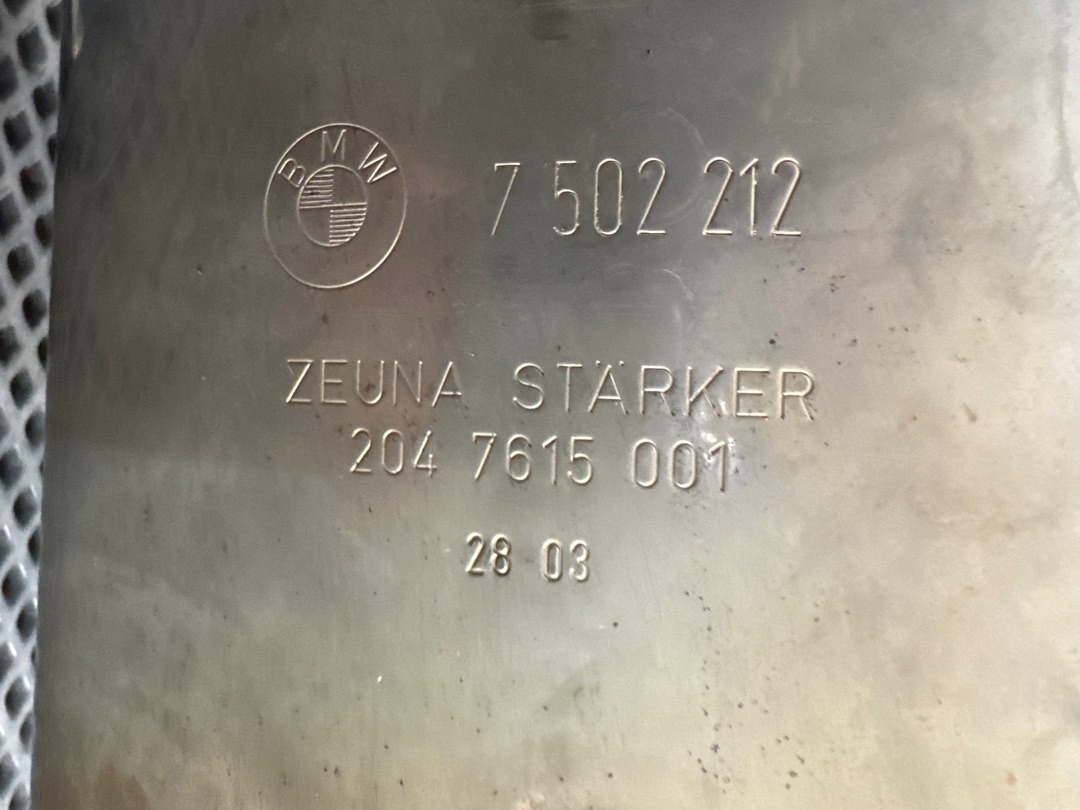 BMW 7 502 212
ZEUNA STÄRKER
204 7615 001
28 03